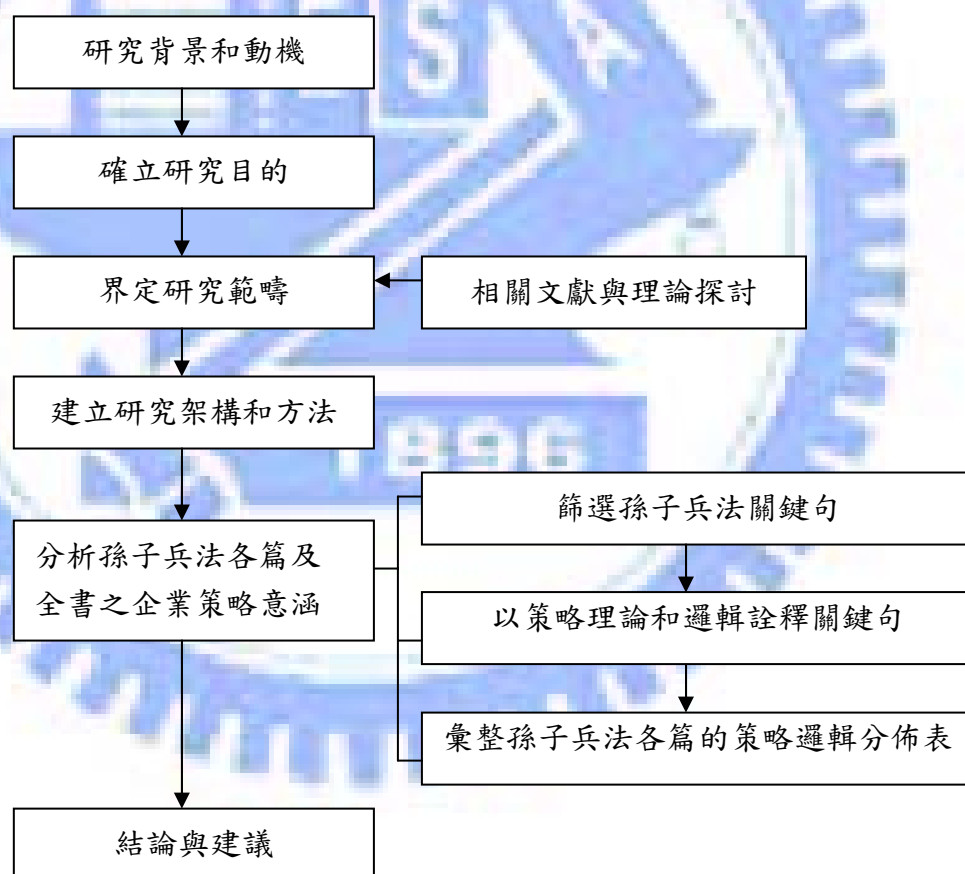 研究背景和動機
確立研究目的
界定研究範疇
相關文獻與理論探討
建立研究架構和方法
1896
篩選孫子兵法關鍵句
分析孫子兵法各篇及
全書之企業策略意涵
以策略理論和邏輯詮釋關鍵句
彙整孫子兵法各篇的策略邏輯分佈表
結論與建議